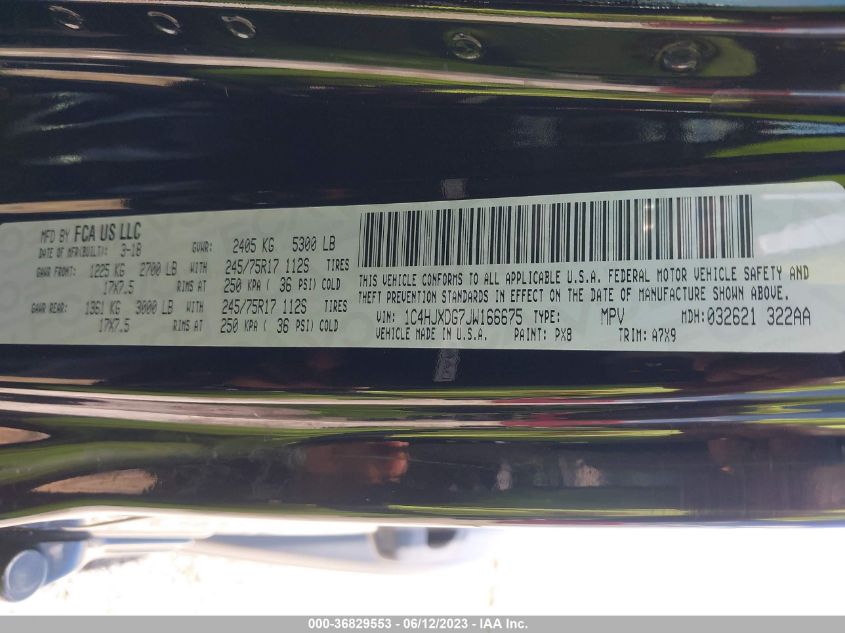 MFD BY FCA US LLC
DATE OF MFR(BUILT): 3-18
GVWR: 2405 KG 5300 LB
GAWR FRONT: 1225 KG 2700 LB WITH 245/75R17 112S TIRES
17X7.5 RIMS AT 250 KPA ( 36 PSI) COLD
GAWR REAR: 1361 KG 3000 LB WITH 245/75R17 112S TIRES
17X7.5 RIMS AT 250 KPA ( 36 PSI) COLD
THIS VEHICLE CONFORMS TO ALL APPLICABLE U.S.A. FEDERAL MOTOR VEHICLE SAFETY AND
THEFT PREVENTION STANDARDS IN EFFECT ON THE DATE OF MANUFACTURE SHOWN ABOVE.
VIN: 1C4HJXDG7JW166675 TYPE: MPV MDH:032621 322AA
VEHICLE MADE IN U.S.A. PAINT: PX8 TRIM: A7X9
000-36829553 - 06/12/2023 - IAA Inc.